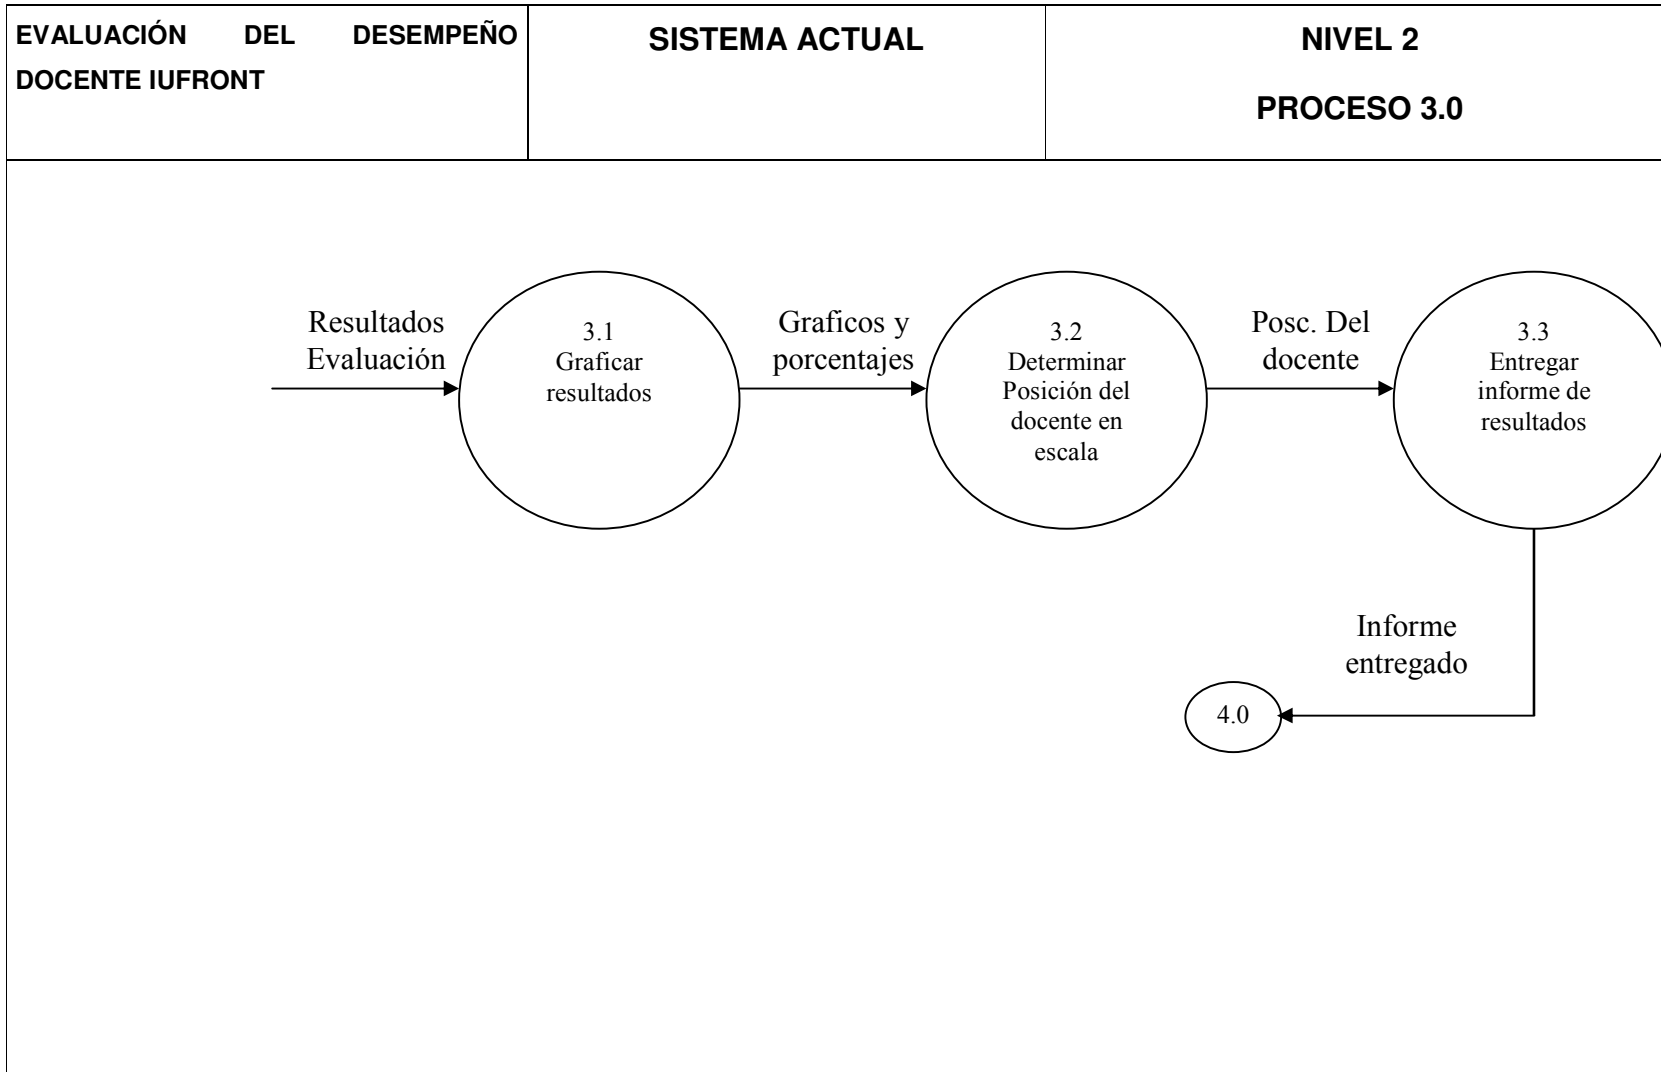 EVALUACIÓN DEL DESEMPEÑO
DOCENTE IUFRONT
SISTEMA ACTUAL
NIVEL 2
PROCESO 3.0
Resultados
Evaluación
3.1
Graficar
resultados
Graficos y
porcentajes
3.2
Determinar
Posición del
docente en
escala
Posc. Del
docente
3.3
Entregar
informe de
resultados
Informe
entregado
4.0